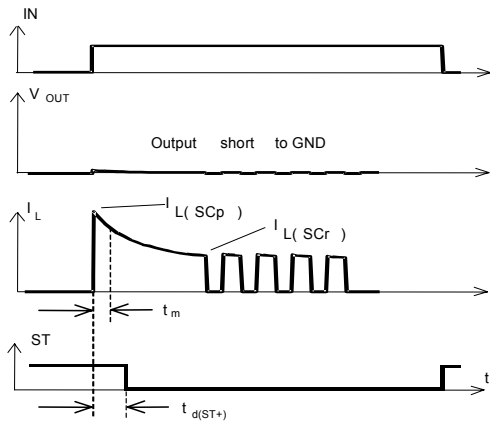 IN
V OUT
Output short to GND
I L
I L( SCp )
I L( SCr )
t m
ST
t
t d(ST+)